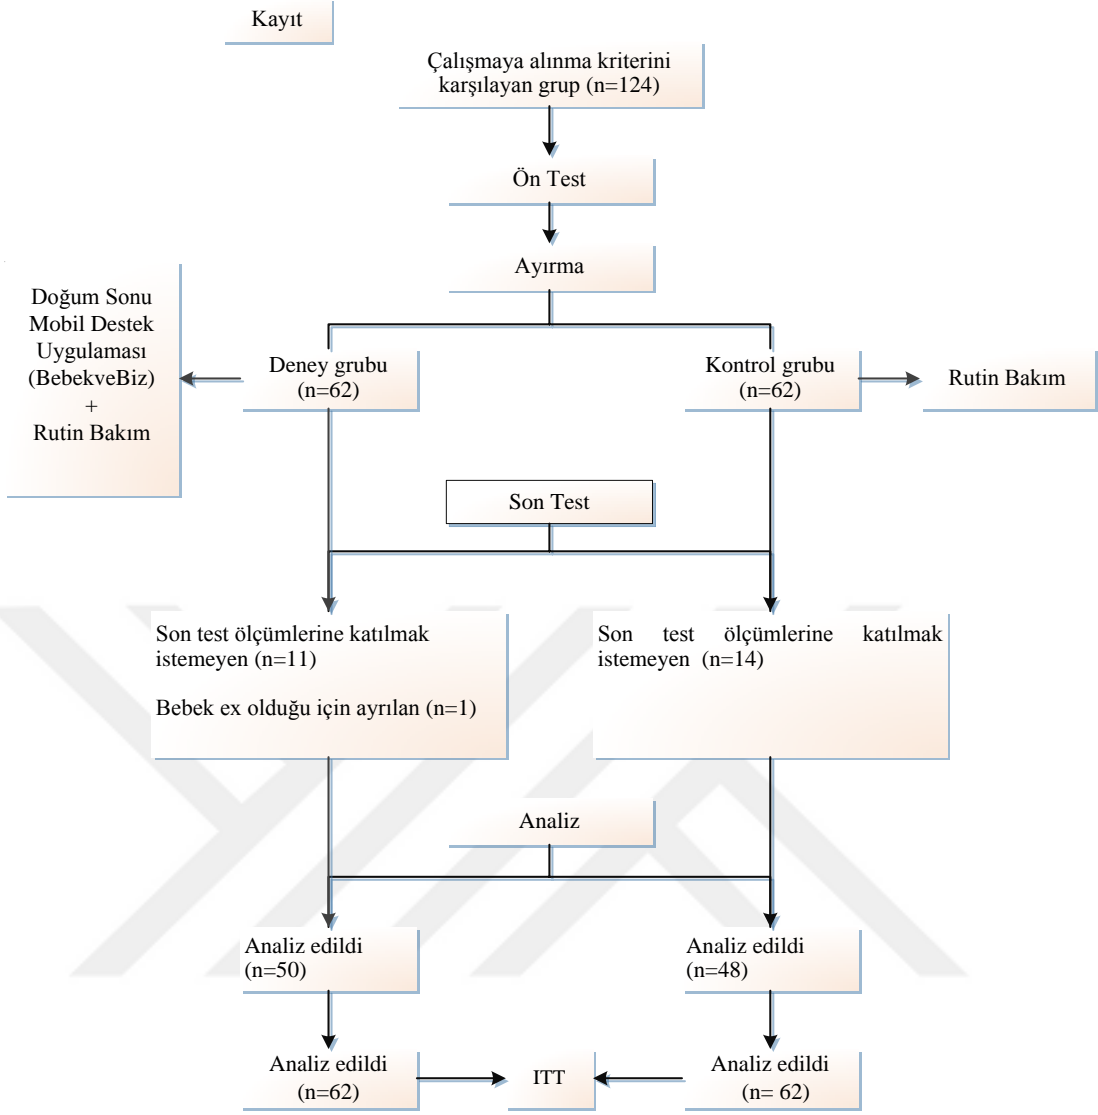 Kayıt
Çalışmaya alınma kriterini
karşılayan grup (n=124)
Ön Test
Ayırma
Doğum Sonu
Mobil Destek
Uygulaması
(BebekveBiz)
+
Rutin Bakım
Deney grubu
(n=62)
Kontrol grubu
(n=62)
Rutin Bakım
Son Test
Son test ölçümlerine katılmak
istemeyen (n=11)
Bebek ex olduğu için ayrılan (n=1)
Son test ölçümlerine katılmak
istemeyen (n=14)
Analiz
Analiz edildi
(n=50)
Analiz edildi
(n=48)
Analiz edildi
(n=62)
ITT
Analiz edildi
(n= 62)